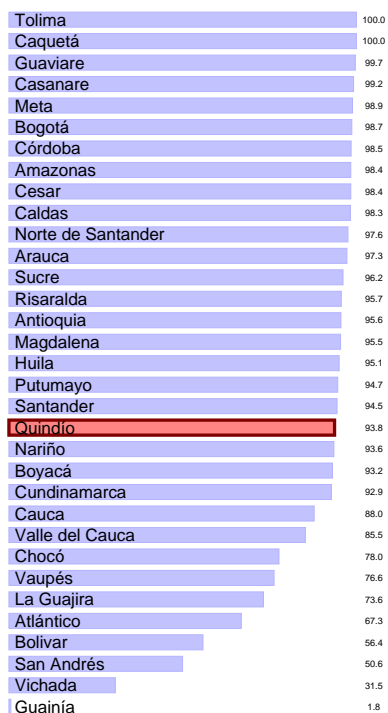 Tolima 100.0
Caquetá 100.0
Guaviare 99.7
Casanare 99.2
Meta 98.9
Bogotá 98.7
Córdoba 98.5
Amazonas 98.4
Cesar 98.4
Caldas 98.3
Norte de Santander 97.6
Arauca 97.3
Sucre 96.2
Risaralda 95.7
Antioquia 95.6
Magdalena 95.5
Huila 95.1
Putumayo 94.7
Santander 94.5
Quindío 93.8
Nariño 93.6
Boyacá 93.2
Cundinamarca 92.9
Cauca 88.0
Valle del Cauca 85.5
Chocó 78.0
Vaupés 76.6
La Guajira 73.6
Atlántico 67.3
Bolivar 56.4
San Andrés 50.6
Vichada 31.5
Guainía 1.8